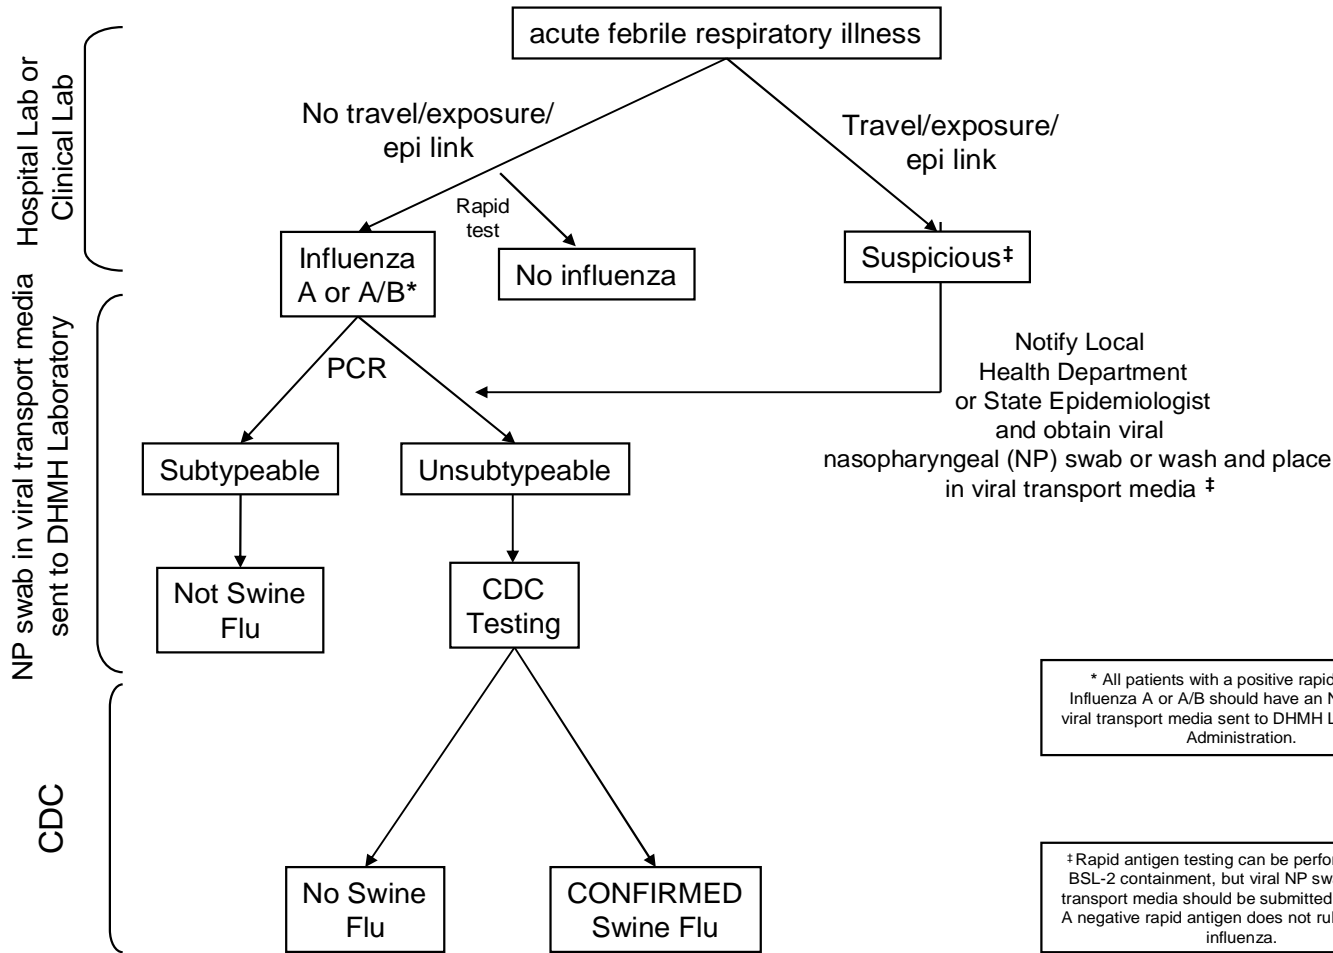 acute febrile respiratory illness
Hospital Lab or
Clinical Lab
No travel/exposure/
epi link
Travel/exposure/
epi link
Rapid
test
Influenza
A or A/B*
No influenza
Suspicious‡
NP swab in viral transport media
sent to DHMH Laboratory
PCR
Notify Local
Health Department
or State Epidemiologist
and obtain viral
nasopharyngeal (NP) swab or wash and place
in viral transport media ‡
Subtypeable
Unsubtypeable
Not Swine
Flu
CDC
Testing
CDC
No Swine
Flu
CONFIRMED
Swine Flu
* All patients with a positive rapid
Influenza A or A/B should have an
viral transport media sent to DHMH
Administration.
‡Rapid antigen testing can be
BSL-2 containment, but viral NP
transport media should be submitted
A negative rapid antigen does not
influenza.